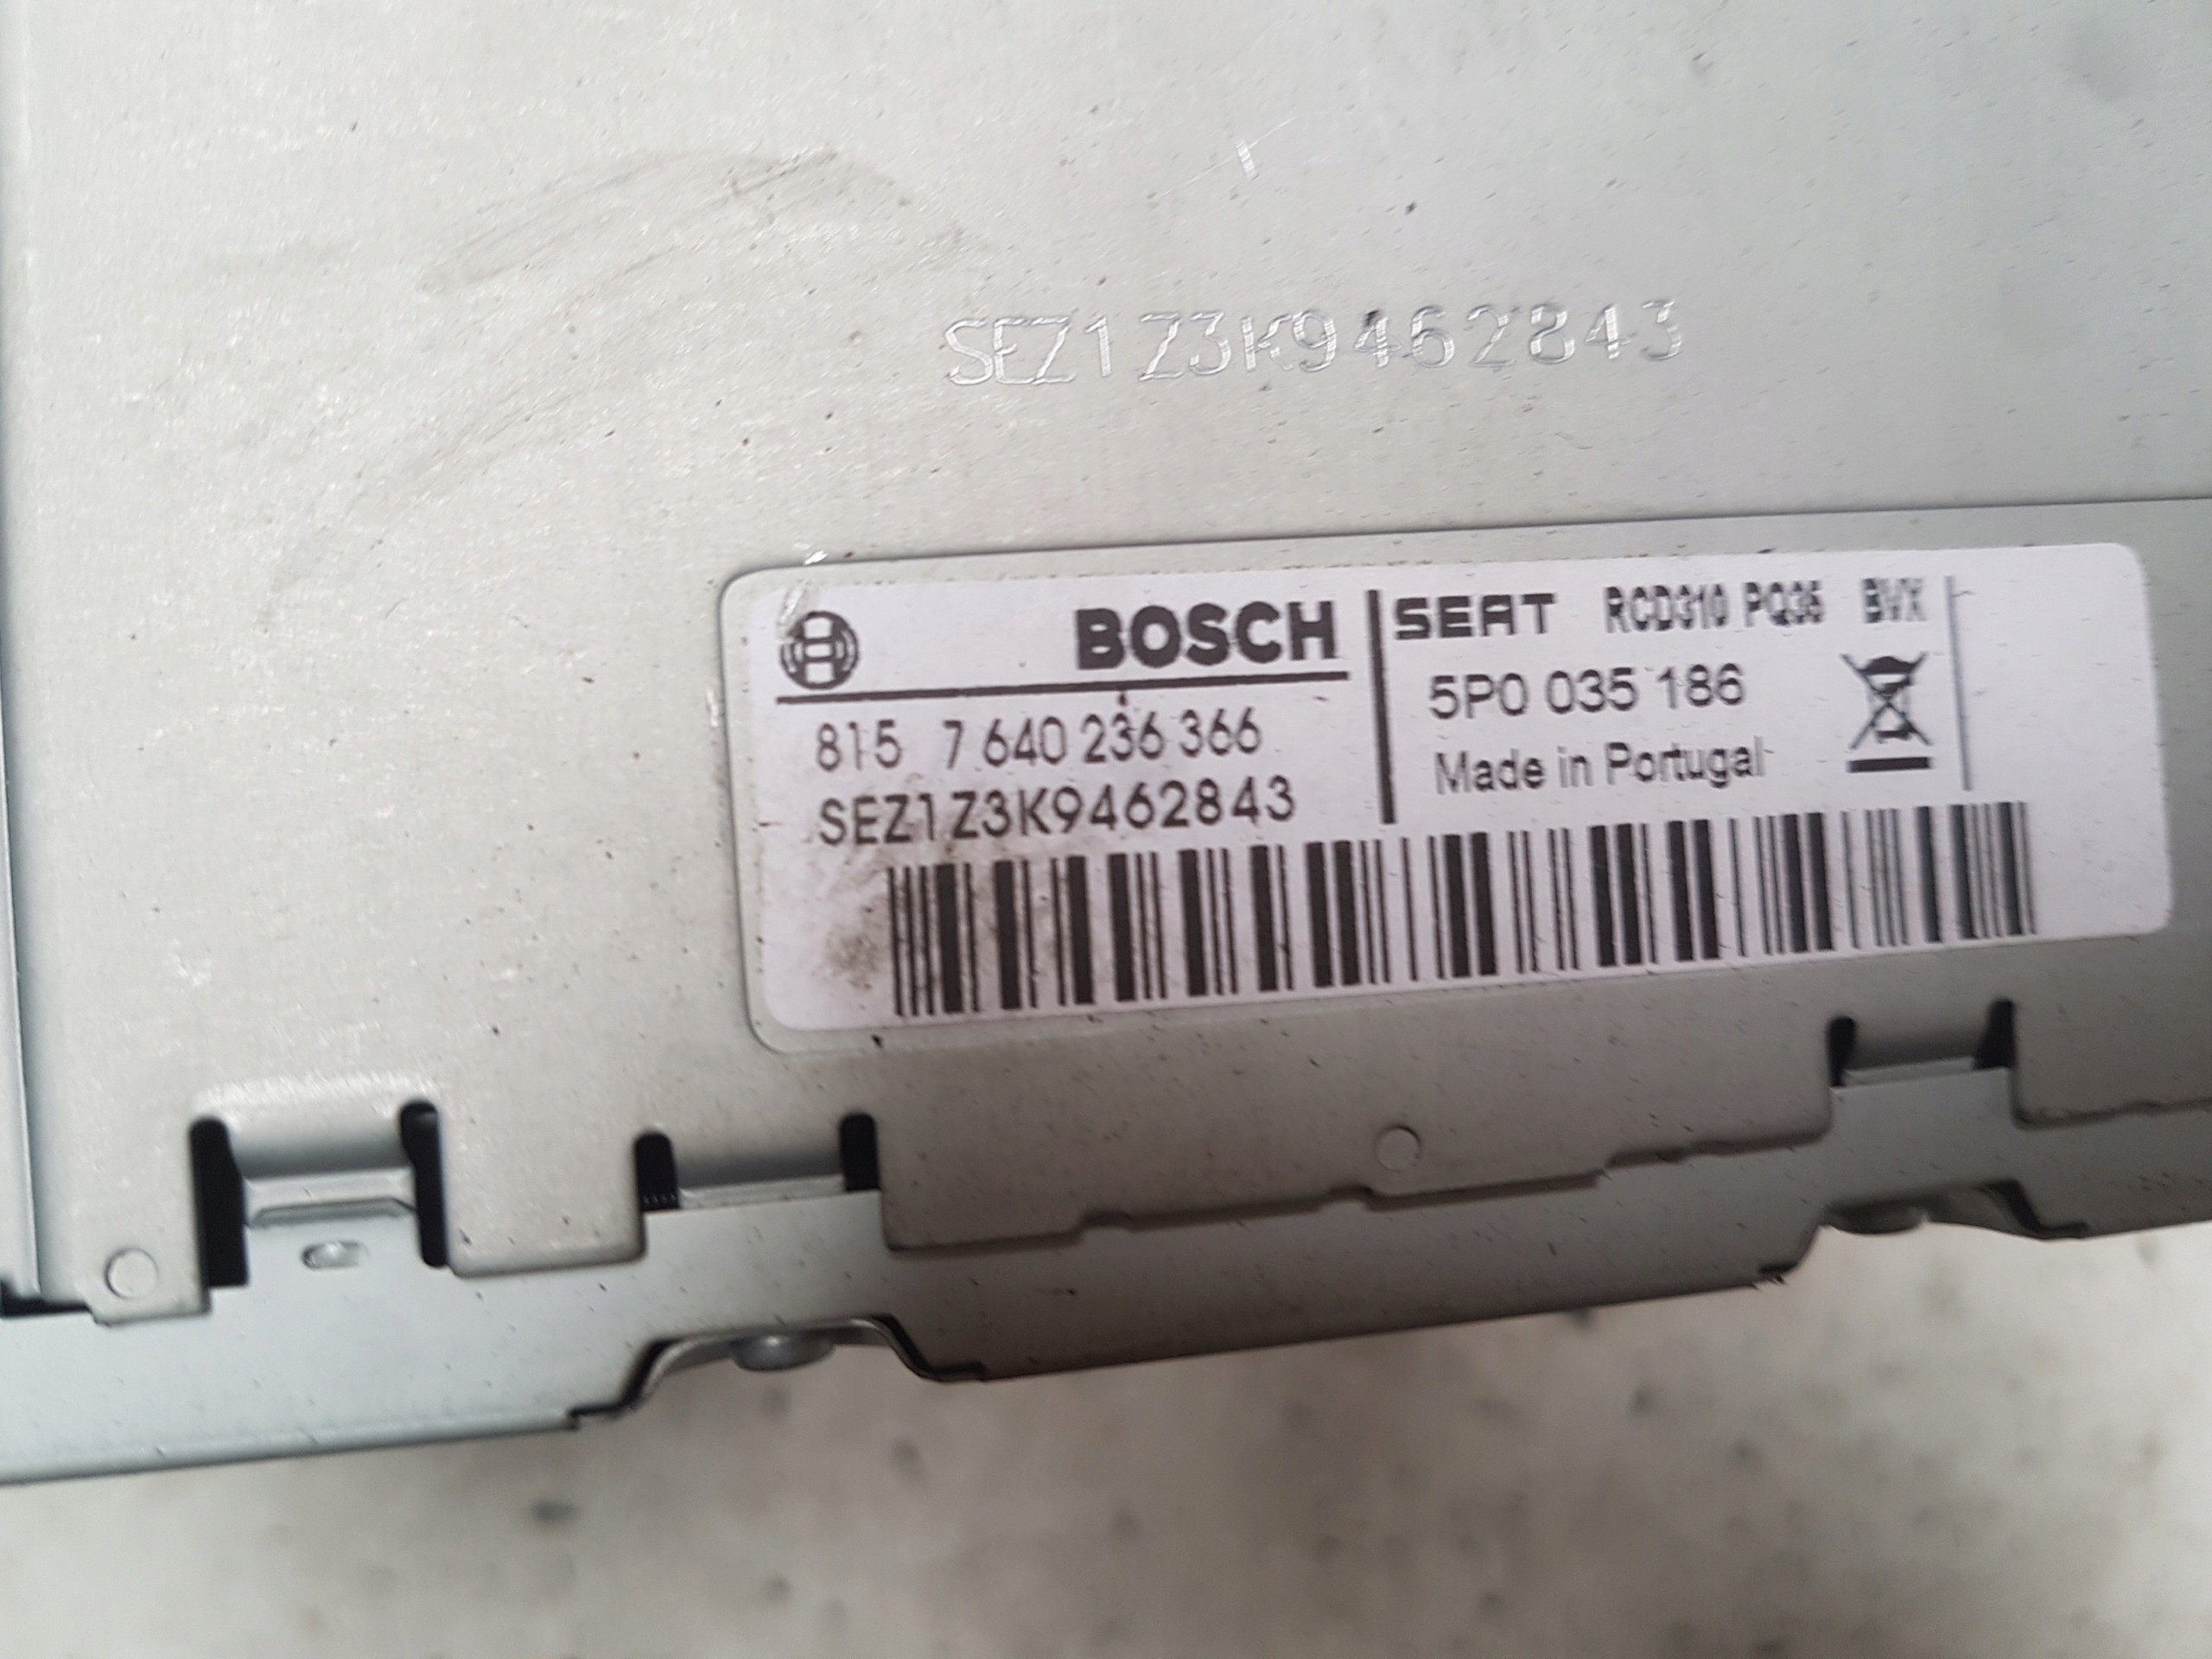 SEZ1Z3K9462843
BOSCH
815 7 640 236 366
SEZ1Z3K9462843
SEAT RCD310 PQ35 BVX
5P0 035 186
Made in Portugal